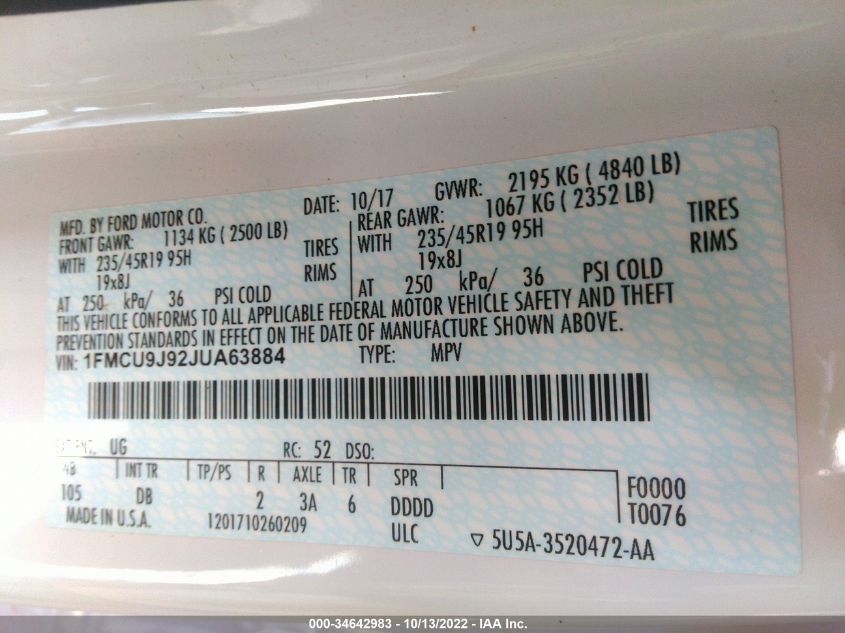 MFD. BY FORD MOTOR CO. DATE: 10/17 GVWR: 2195 KG ( 4840 LB)
FRONT GAWR: 1134 KG ( 2500 LB) REAR GAWR: 1067 KG ( 2352 LB)
WITH 235/45R19 95H TIRES WITH 235/45R19 95H TIRES
19x8J RIMS 19x8J RIMS
AT 250 kPa/ 36 PSI COLD AT 250 kPa/ 36 PSI COLD
THIS VEHICLE CONFORMS TO ALL APPLICABLE FEDERAL MOTOR VEHICLE SAFETY AND THEFT
PREVENTION STANDARDS IN EFFECT ON THE DATE OF MANUFACTURE SHOWN ABOVE.
VIN: 1FMCU9J92JUA63884 TYPE: MPV
UG RC: 52 DSO:
INT TR TP/PS R AXLE TR SPR
105 DB 2 3A 6 DDDD F0000
T0076
MADE IN U.S.A. 1201710260209 ULC ▽ 5U5A-3520472-AA
000-34642983 - 10/13/2022 - IAA Inc.